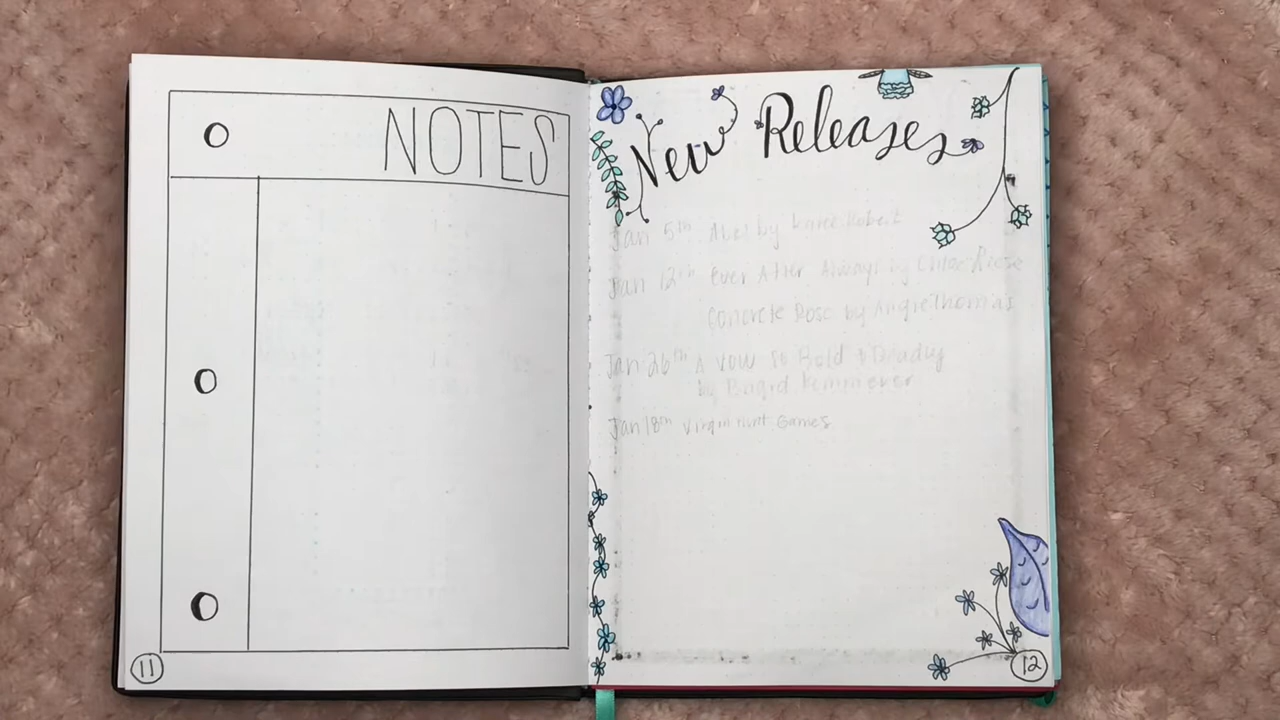 NOTES
11
New Releases
Jan 5th Abel by Robert
Jan 12th Ever After Always by Chloe Liese
Concrete Rose by Angie Thomas
Jan 26th A vow so Bold & Deadly
by Brigid Kemmerer
Jan 18th Virgin Hunt Games
12